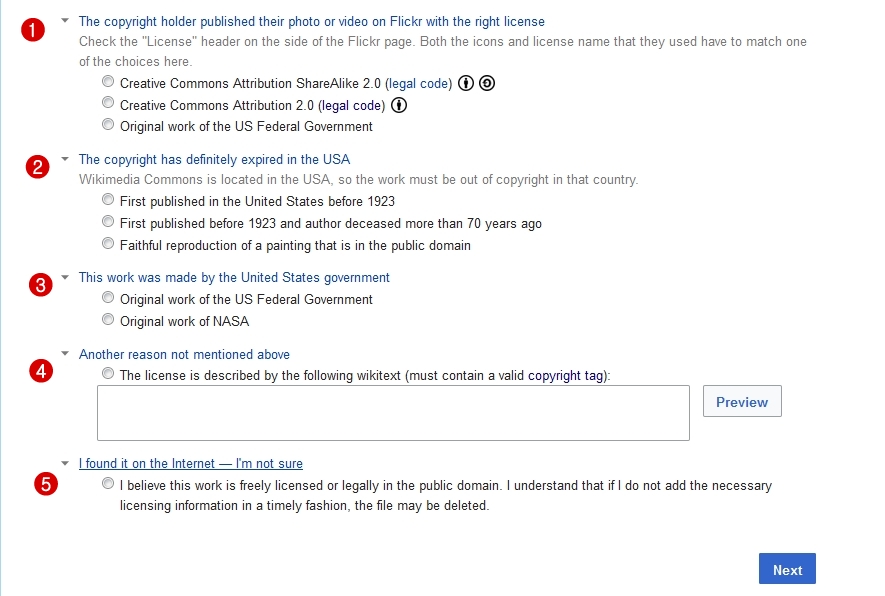 1 The copyright holder published their photo or video on Flickr with the right license
Check the "License" header on the side of the Flickr page. Both the icons and license name that they used have to match one
of the choices here.
Creative Commons Attribution ShareAlike 2.0 (legal code)
Creative Commons Attribution 2.0 (legal code)
Original work of the US Federal Government
2 The copyright has definitely expired in the USA
Wikimedia Commons is located in the USA, so the work must be out of copyright in that country.
First published in the United States before 1923
First published before 1923 and author deceased more than 70 years ago
Faithful reproduction of a painting that is in the public domain
3 This work was made by the United States government
Original work of the US Federal Government
Original work of NASA
4 Another reason not mentioned above
The license is described by the following wikitext (must contain a valid copyright tag):
Preview
5 I found it on the Internet — I'm not sure
I believe this work is freely licensed or legally in the public domain. I understand that if I do not add the necessary
licensing information in a timely fashion, the file may be deleted.
Next